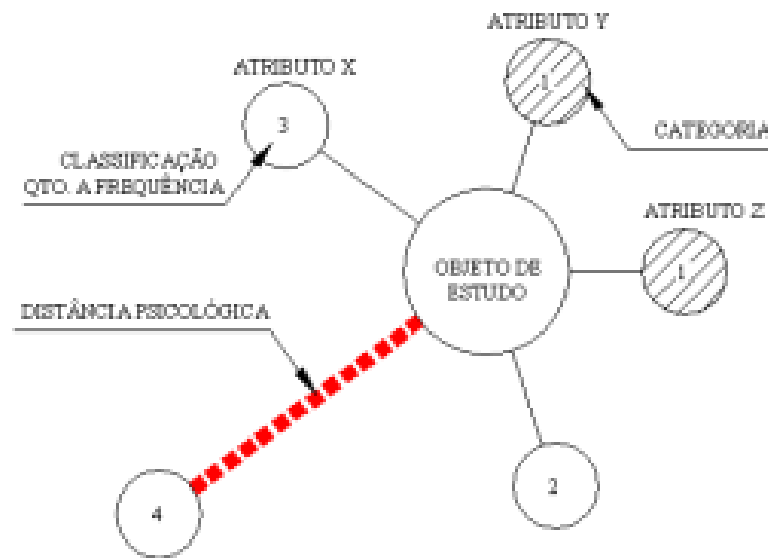 ATRIBUTO Y
1
ATRIBUTO X
3
CATEGORIA
CLASSIFICAÇÃO
QTO. A FREQUÊNCIA
ATRIBUTO Z
1
OBJETO DE
ESTUDO
DISTÂNCIA PSICOLÓGICA
2
4